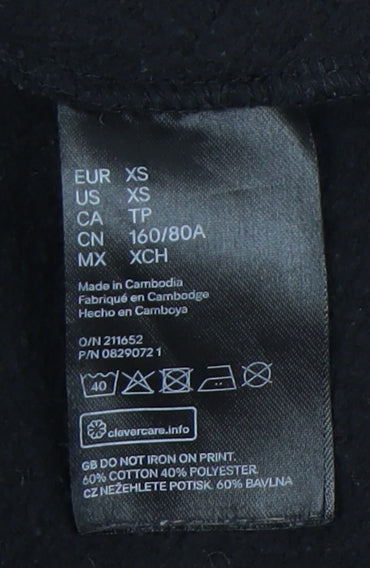 EUR XS
US XS
CA TP
CN 160/80A
MX XCH
Made in Cambodia
Fabriqué en Cambodge
Hecho en Camboya
O/N 211652
P/N 0829072 1
40
clevercare.info
GB DO NOT IRON ON PRINT.
60% COTTON 40% POLYESTER.
CZ NEŽEHLETE POTISK. 60% BAVLNA